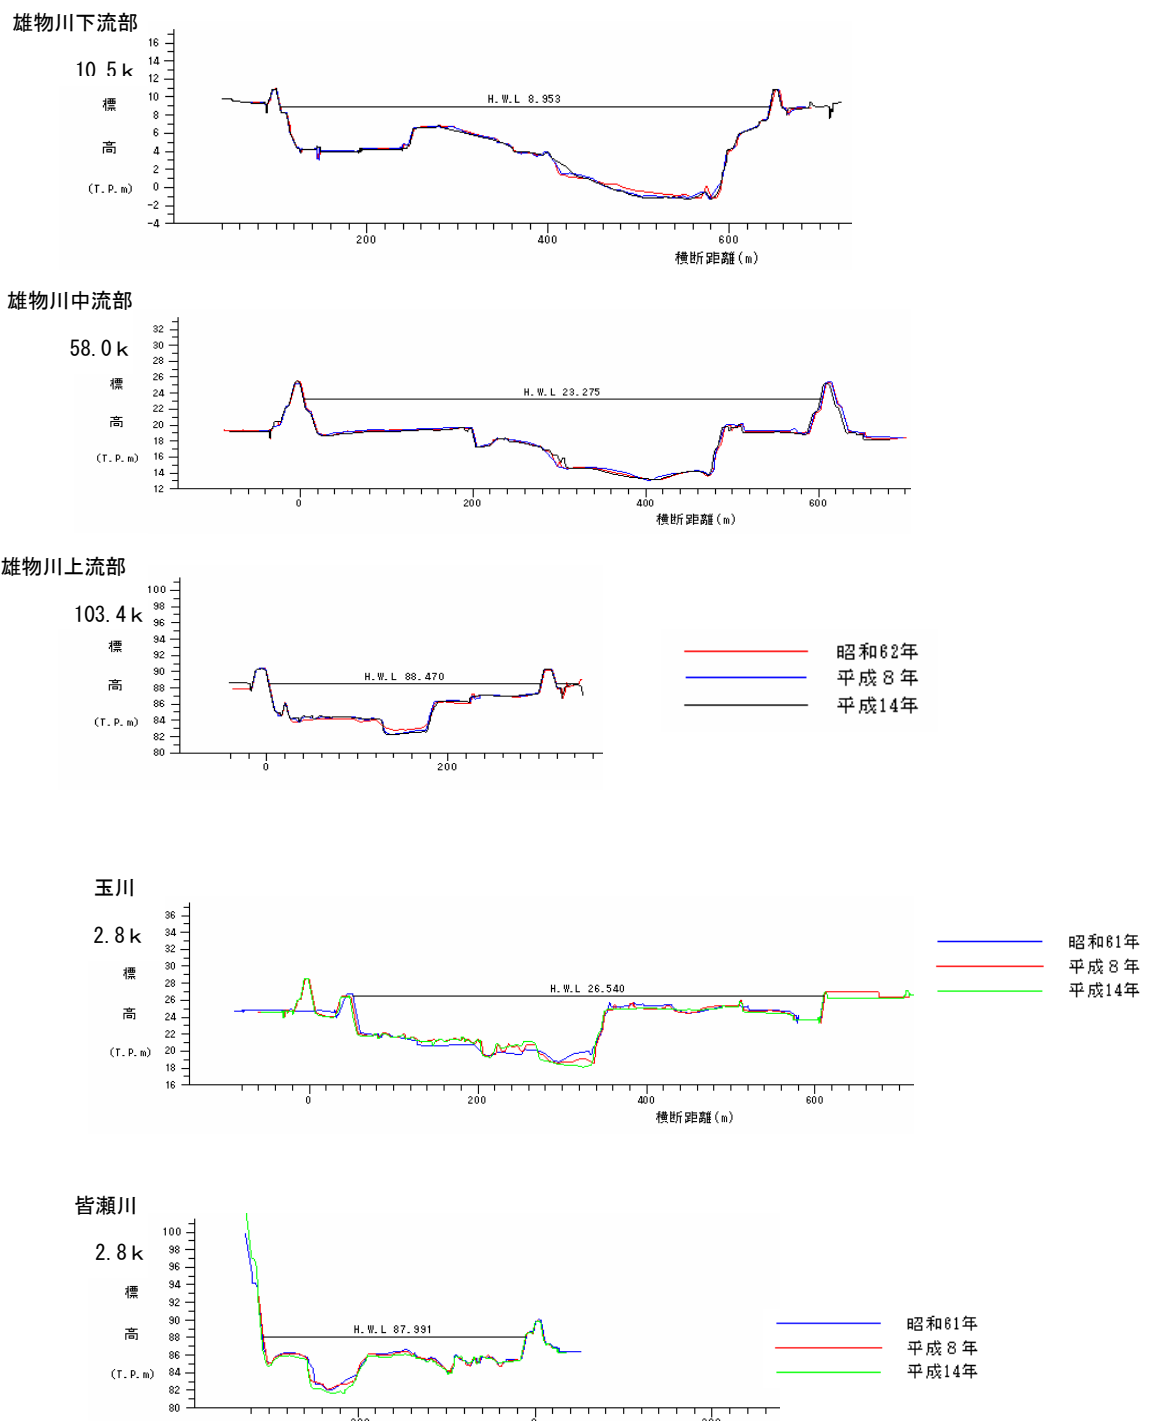 雄物川下流部
10.5k
標
高
(T.P.m)
16
14
12
10
8
6
4
2
0
-2
-4
H.W.L 8.953
200
400
600
横断距離(m)
雄物川中流部
58.0k
標
高
(T.P.m)
32
30
28
26
24
22
20
18
16
14
12
H.W.L 23.275
0
200
400
600
横断距離(m)
雄物川上流部
103.4k
標
高
(T.P.m)
100
98
96
94
92
90
88
86
84
82
80
H.W.L 88.470
0
200
昭和62年
平成8年
平成14年
玉川
2.8k
標
高
(T.P.m)
36
34
32
30
28
26
24
22
20
18
16
H.W.L 26.540
0
200
400
600
横断距離(m)
昭和61年
平成8年
平成14年
皆瀬川
2.8k
標
高
(T.P.m)
100
98
96
94
92
90
88
86
84
82
80
H.W.L 87.991
昭和61年
平成8年
平成14年